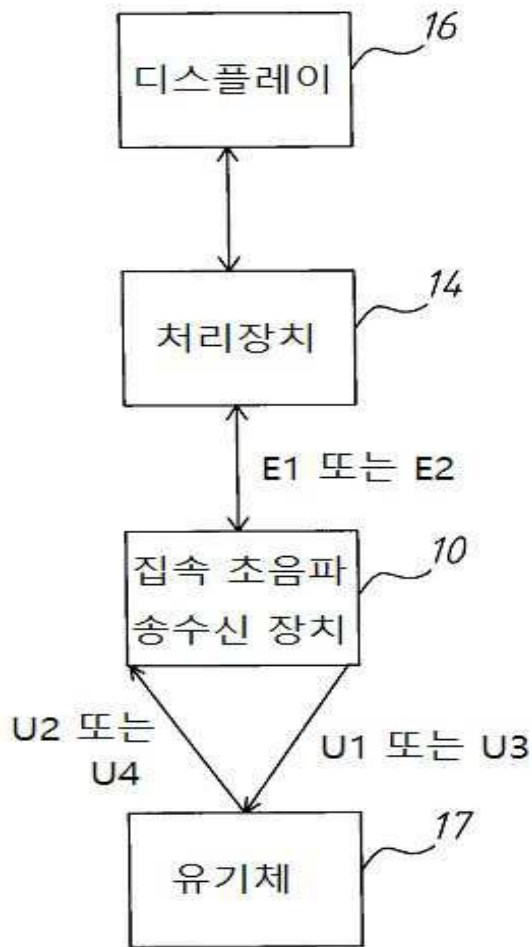 16
디스플레이
14
처리장치
E1 또는 E2
10
집속 초음파
송수신 장치
U2 또는
U4
U1 또는 U3
17
유기체